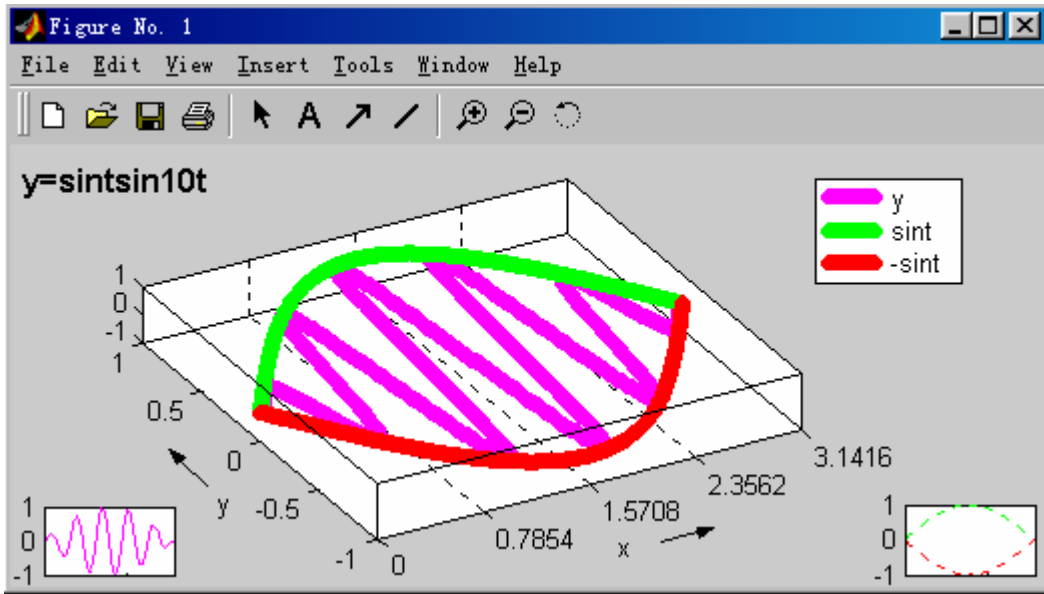 Figure No. 1
File Edit View Insert Tools Window Help
A
y=sintsin10t
y
sint
-sint
1
0
-1
1
0.5
0
-0.5
-1
y
0
0.7854
1.5708
2.3562
3.1416
x
1
0
-1
1
0
-1